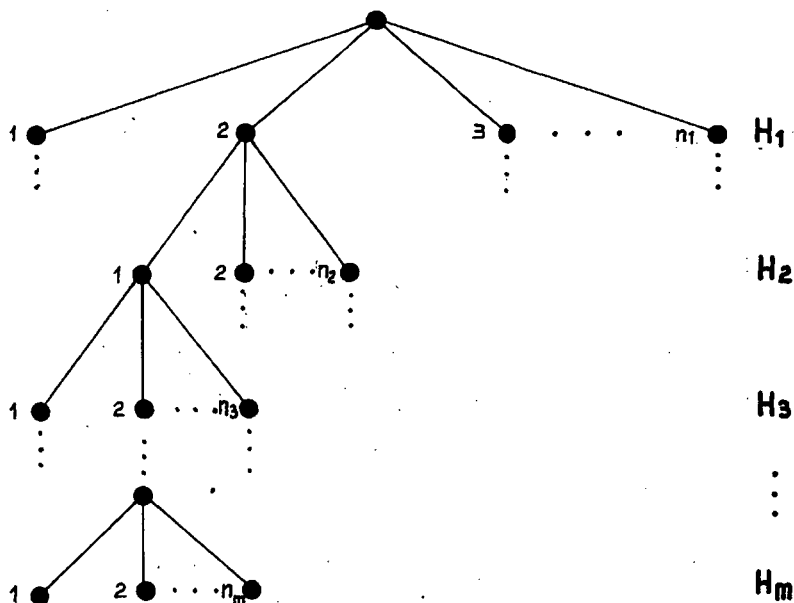 1 2 3 . . . n₁ H₁
1 2 . . . n₂ H₂
1 2 . . . n₃ H₃
1 2 . . . nₘ Hₘ